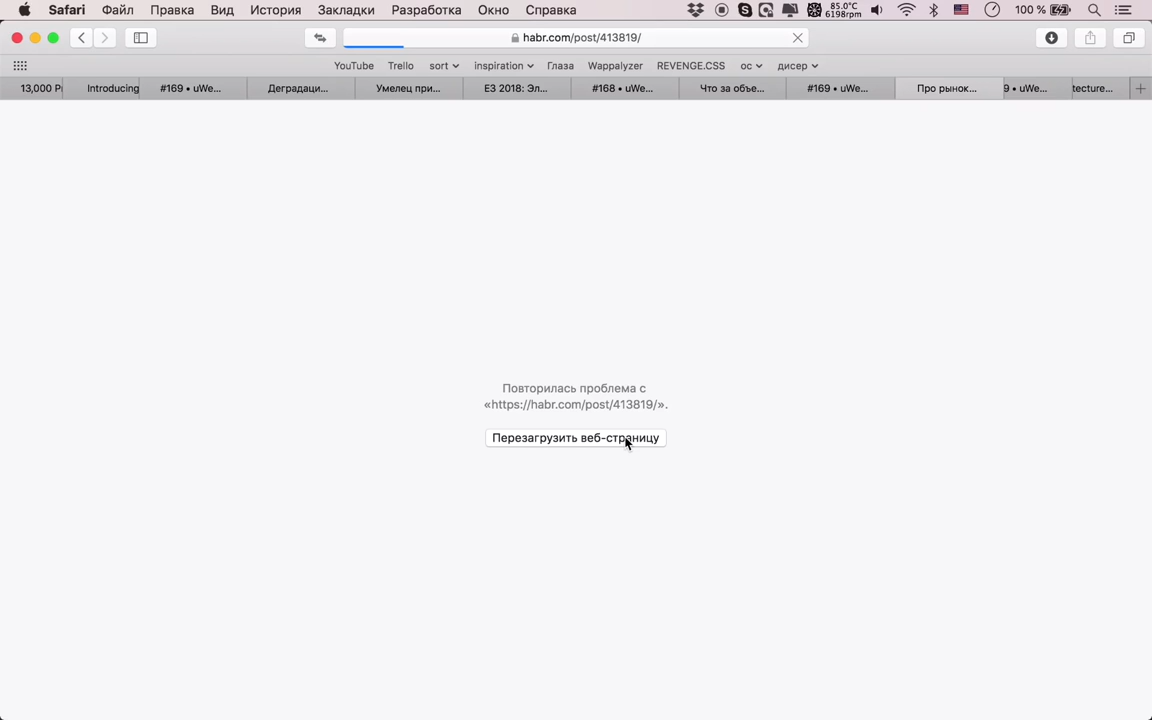 Safari Файл Правка Вид История Закладки Разработка Окно Справка 85.0°C 6198rpm 100 %
habr.com/post/413819/
YouTube Trello sort inspiration Глаза Wappalyzer REVENGE.CSS ос дисер
13,000 P Introducing #169 • uWe... Деградаци... Умелец при... E3 2018: Эл... #168 • uWe... Что за объе... #169 • uWe... Про рынок... 9 • uWe... tecture...
Повторилась проблема с
«https://habr.com/post/413819/».
Перезагрузить веб-страницу